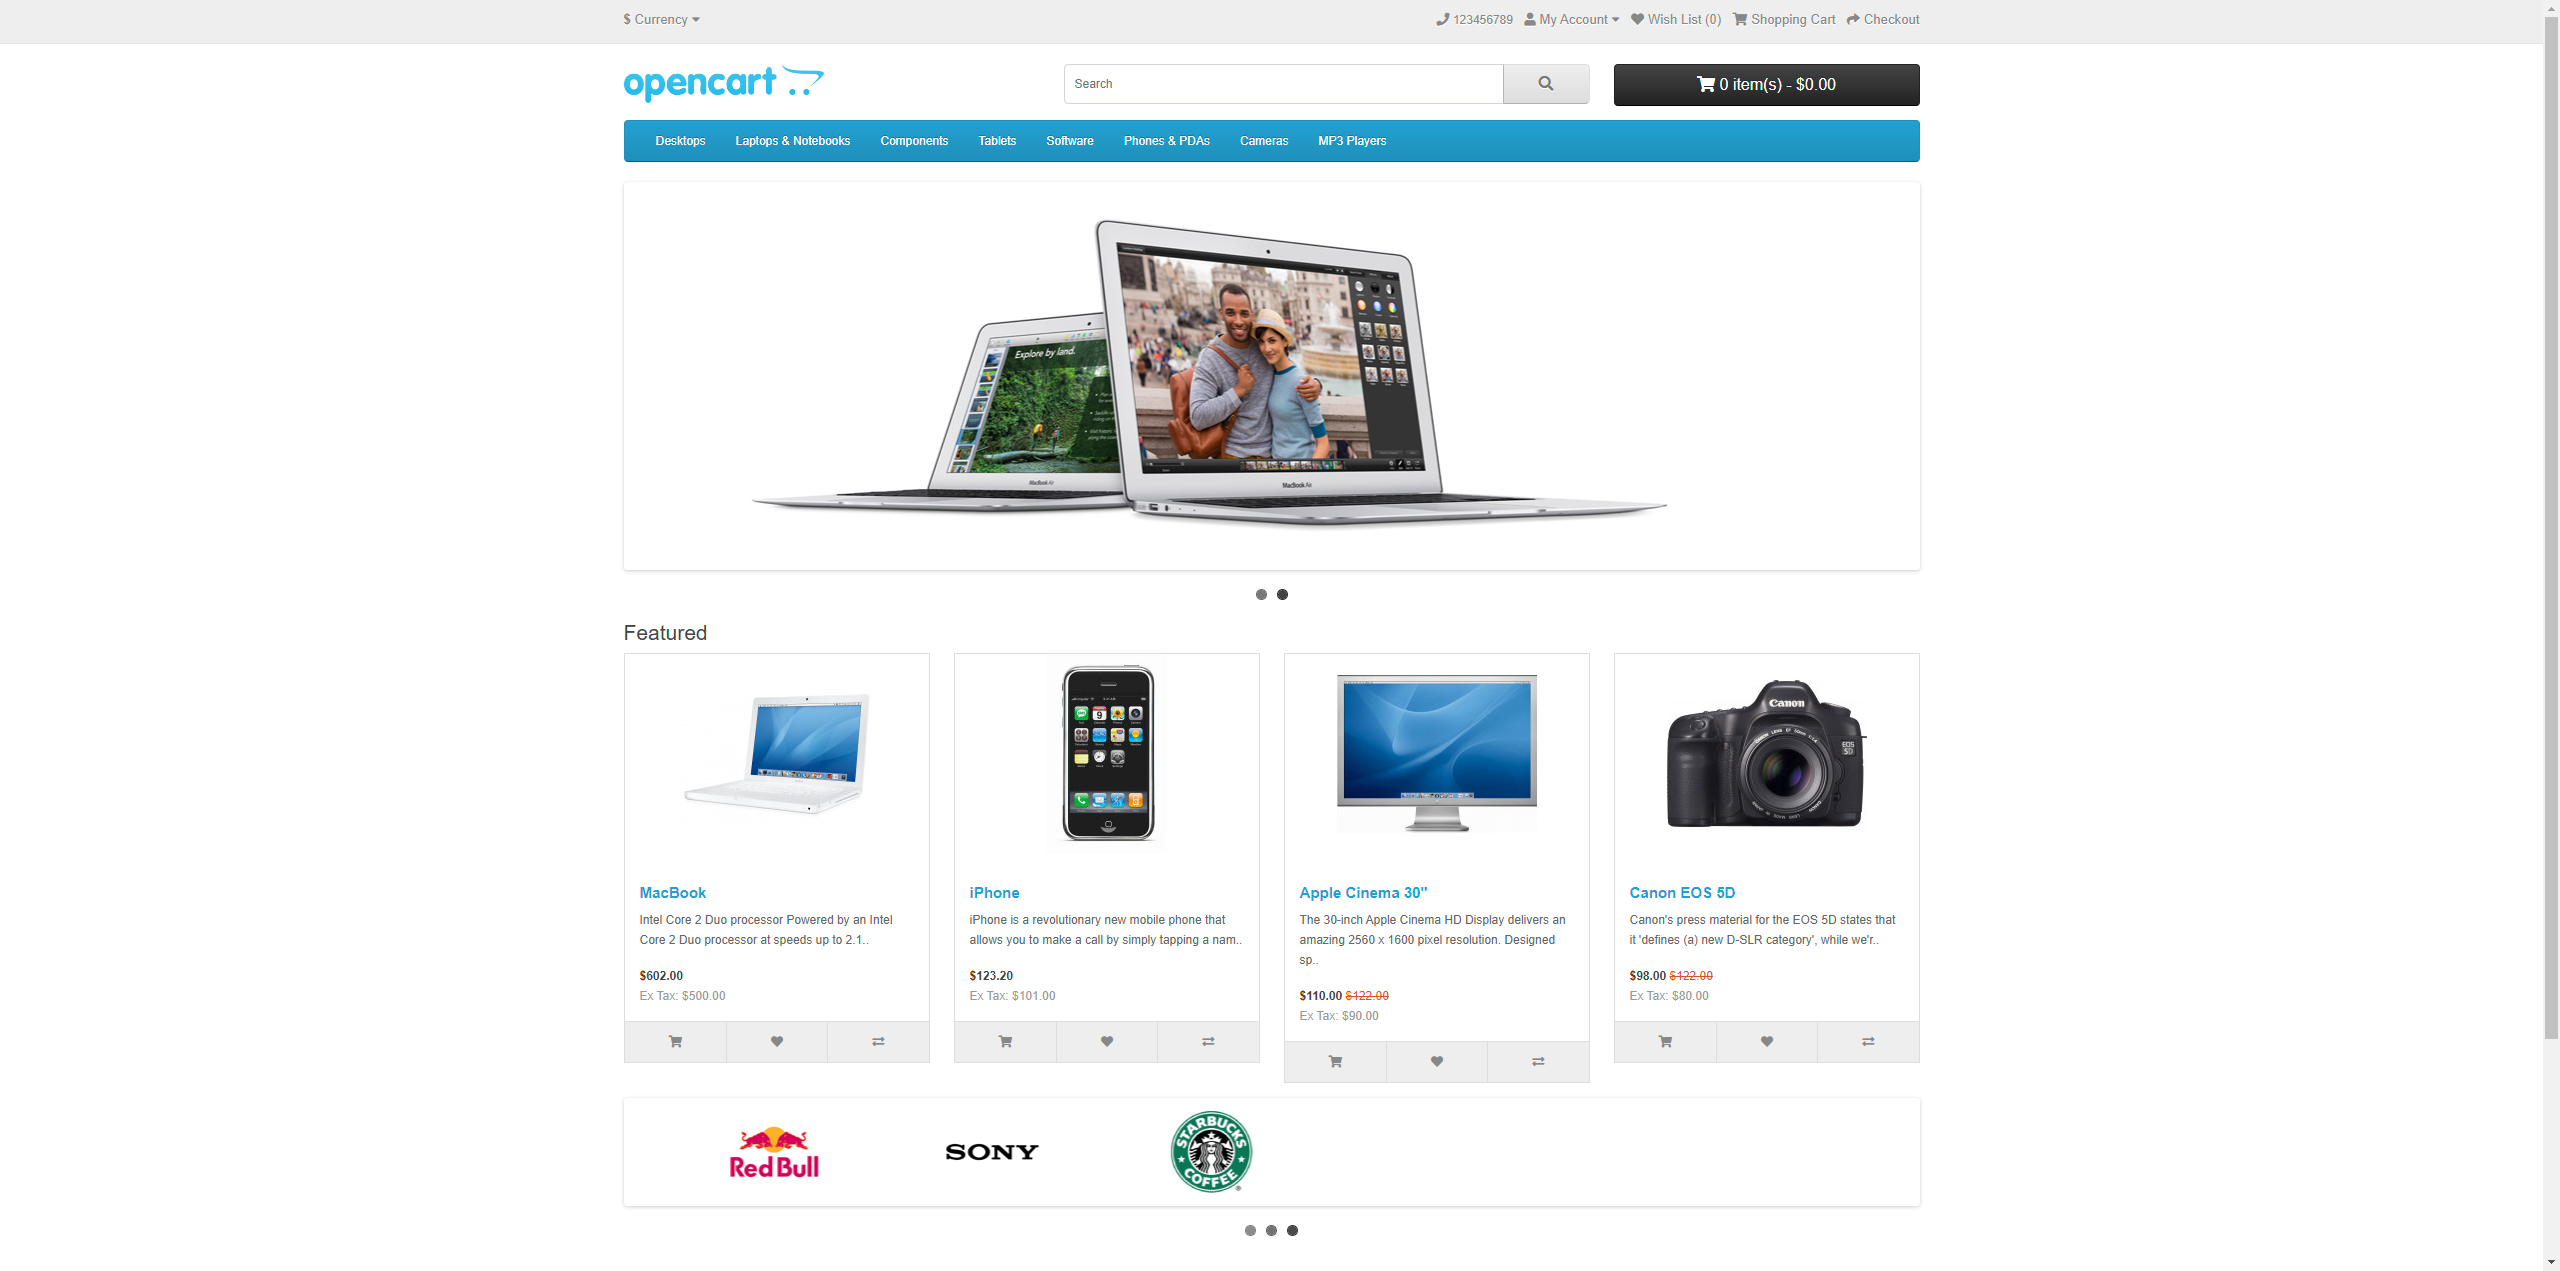 $ Currency
123456789 My Account Wish List (0) Shopping Cart Checkout
opencart
Search
0 item(s) - $0.00
Desktops Laptops & Notebooks Components Tablets Software Phones & PDAs Cameras MP3 Players
Explore by land.
MacBook Air
MacBook Air
Featured
Canon
EOS
5D
MacBook
Intel Core 2 Duo processor Powered by an Intel
Core 2 Duo processor at speeds up to 2.1..
$602.00
Ex Tax: $500.00
iPhone
iPhone is a revolutionary new mobile phone that
allows you to make a call by simply tapping a nam..
$123.20
Ex Tax: $101.00
Apple Cinema 30"
The 30-inch Apple Cinema HD Display delivers an
amazing 2560 x 1600 pixel resolution. Designed
sp..
$110.00 $122.00
Ex Tax: $90.00
Canon EOS 5D
Canon's press material for the EOS 5D states that
it 'defines (a) new D-SLR category', while we'r..
$98.00 $122.00
Ex Tax: $80.00
Red Bull
SONY
STARBUCKS
COFFEE